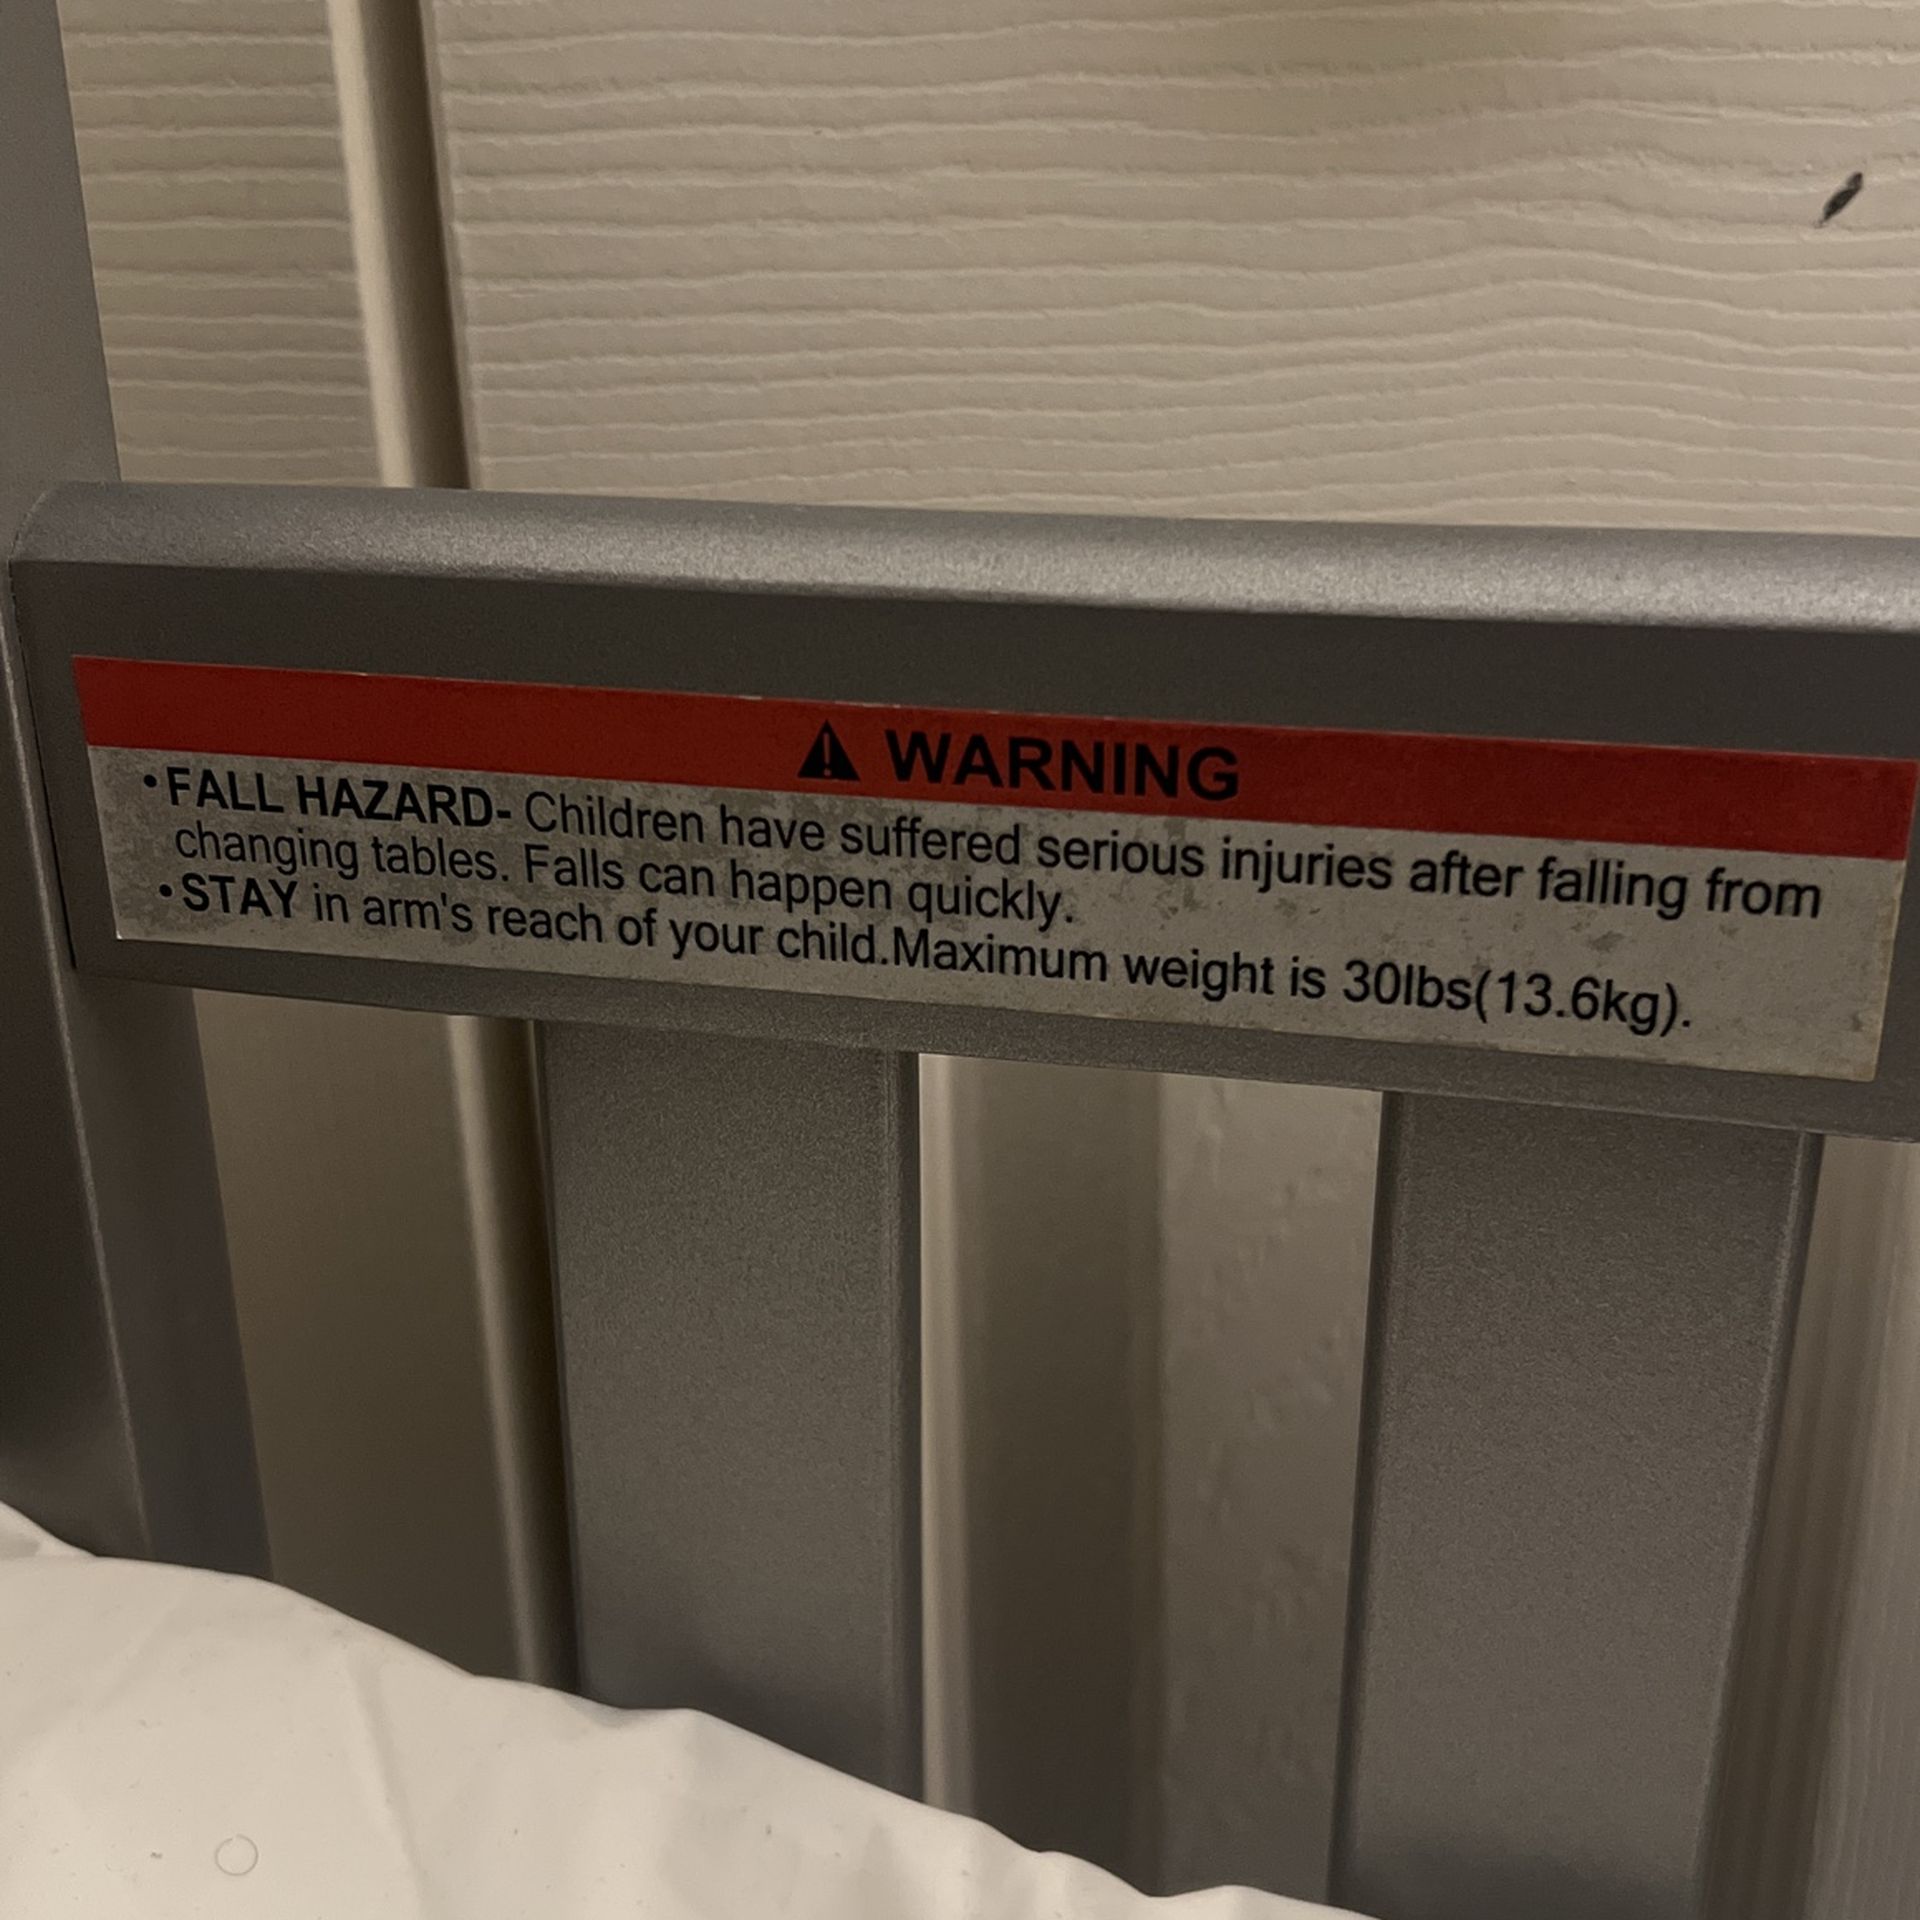 ⚠ WARNING
•FALL HAZARD- Children have suffered serious injuries after falling from
changing tables. Falls can happen quickly.
•STAY in arm's reach of your child.Maximum weight is 30lbs(13.6kg).